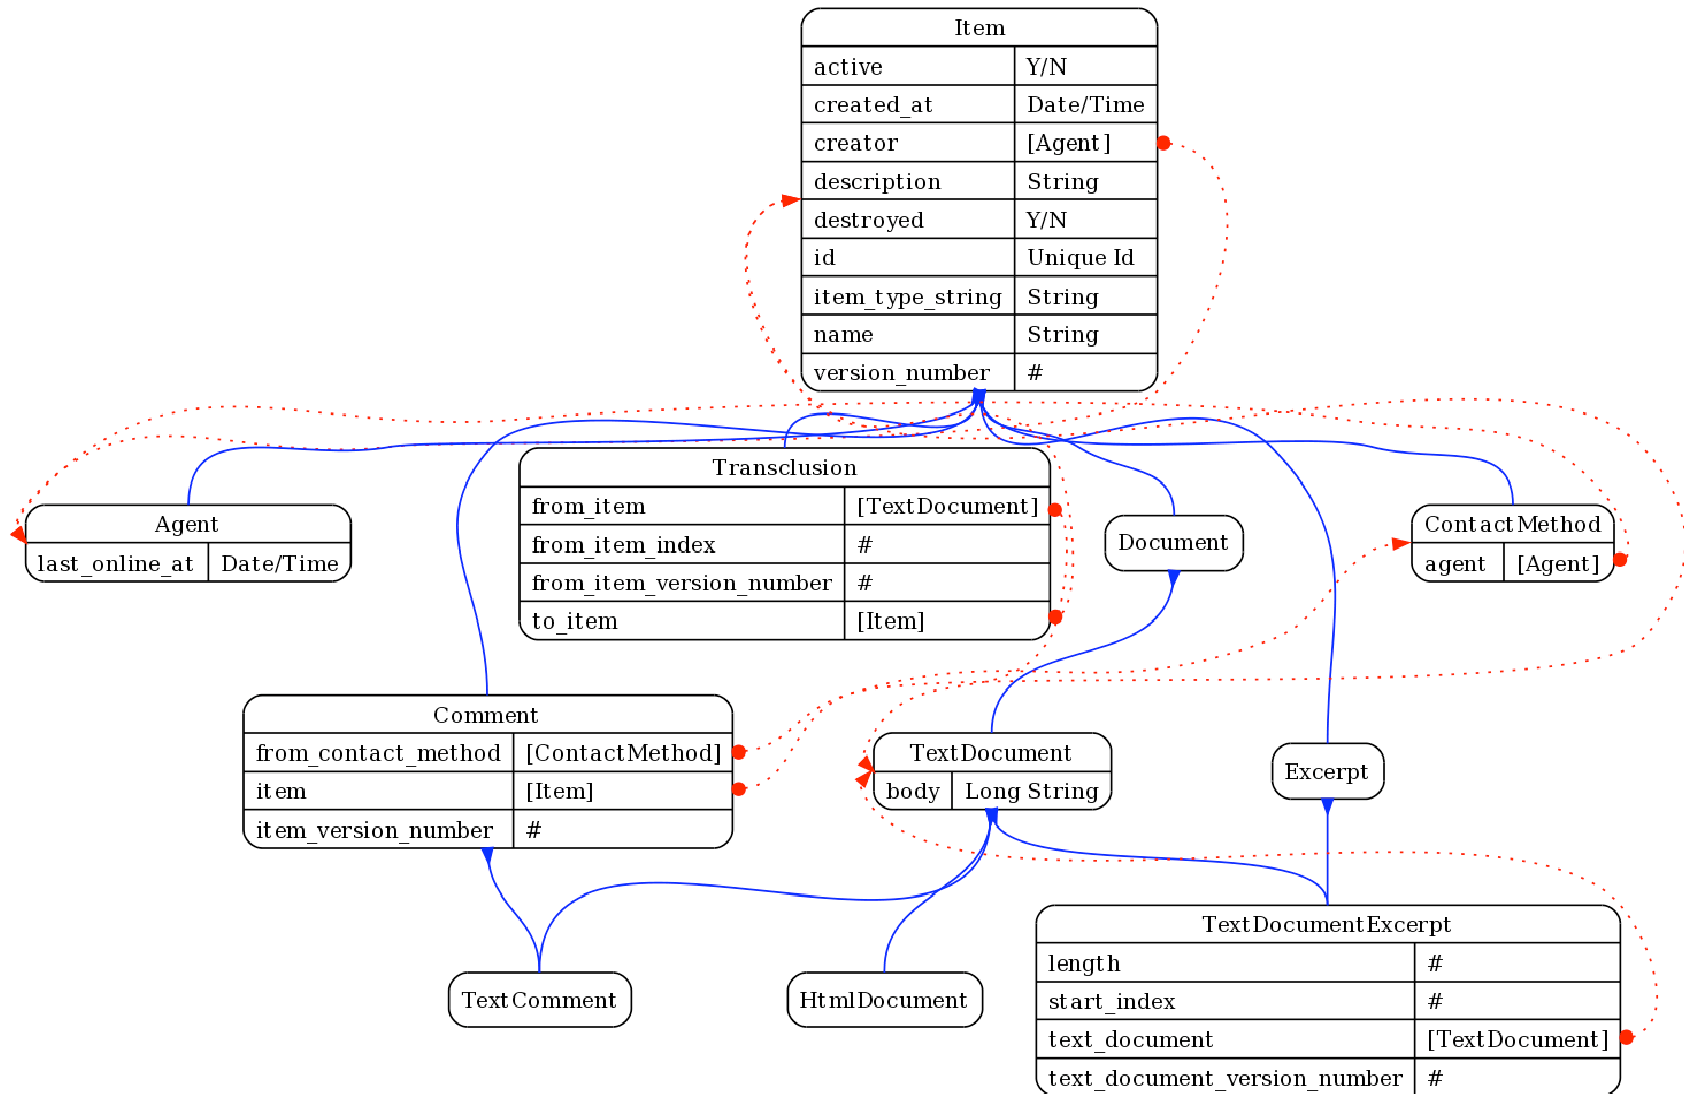 Item
active Y/N
created_at Date/Time
creator [Agent]
description String
destroyed Y/N
id Unique Id
item_type_string String
name String
version_number #
Transclusion
from_item [TextDocument]
from_item_index #
from_item_version_number #
to_item [Item]
Agent
last_online_at Date/Time
Document
ContactMethod
agent [Agent]
Comment
from_contact_method [ContactMethod]
item [Item]
item_version_number #
TextDocument
body Long String
Excerpt
TextComment
HtmlDocument
TextDocumentExcerpt
length #
start_index #
text_document [TextDocument]
text_document_version_number #